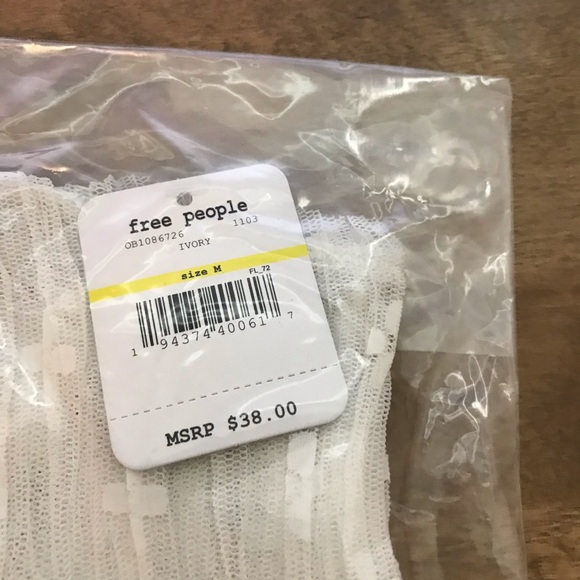 free people
OB1086726 1103
IVORY
size M FL_72
1 94374 40061 7
MSRP $38.00